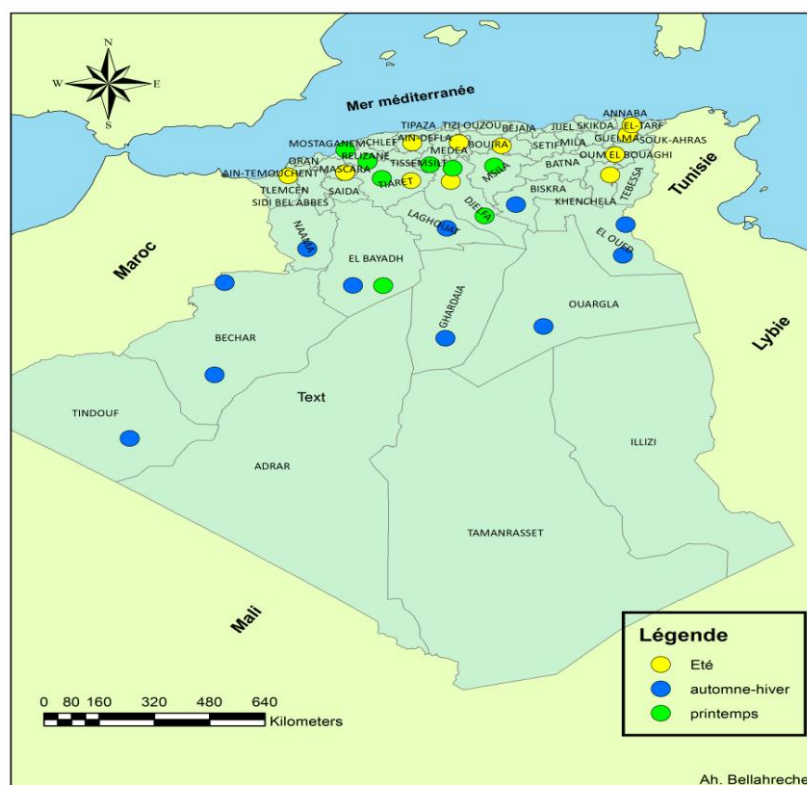 N
W E
S
Mer méditerranée
ANNABA
TIPAZA TIZI OUZOU BEJAIA JIJEL SKIKDA EL-TARF
AIN-DEFLA GUELMA SOUK-AHRAS
MOSTAGANEM CHLEF MEDEA BOUIRA SETIF MILA
ORAN RELIZANE TISSEMSILT MSILA BATNA OUM EL BOUAGHI
AIN-TEMOUCHENT MASCARA TIARET
TLEMCEN SAIDA BISKRA TEBESSA
SIDI BEL ABBES DJELFA KHENCHELA
Tunisie
NAAMA LAGHOUAT EL OUED
EL BAYADH
Maroc
GHARDAIA OUARGLA
BECHAR
Lybie
Text
TINDOUF
ADRAR ILLIZI
TAMANRASSET
Mali
Légende
Eté
automne-hiver
printemps
0 80 160 320 480 640
Kilometers
Ah. Bellahreche